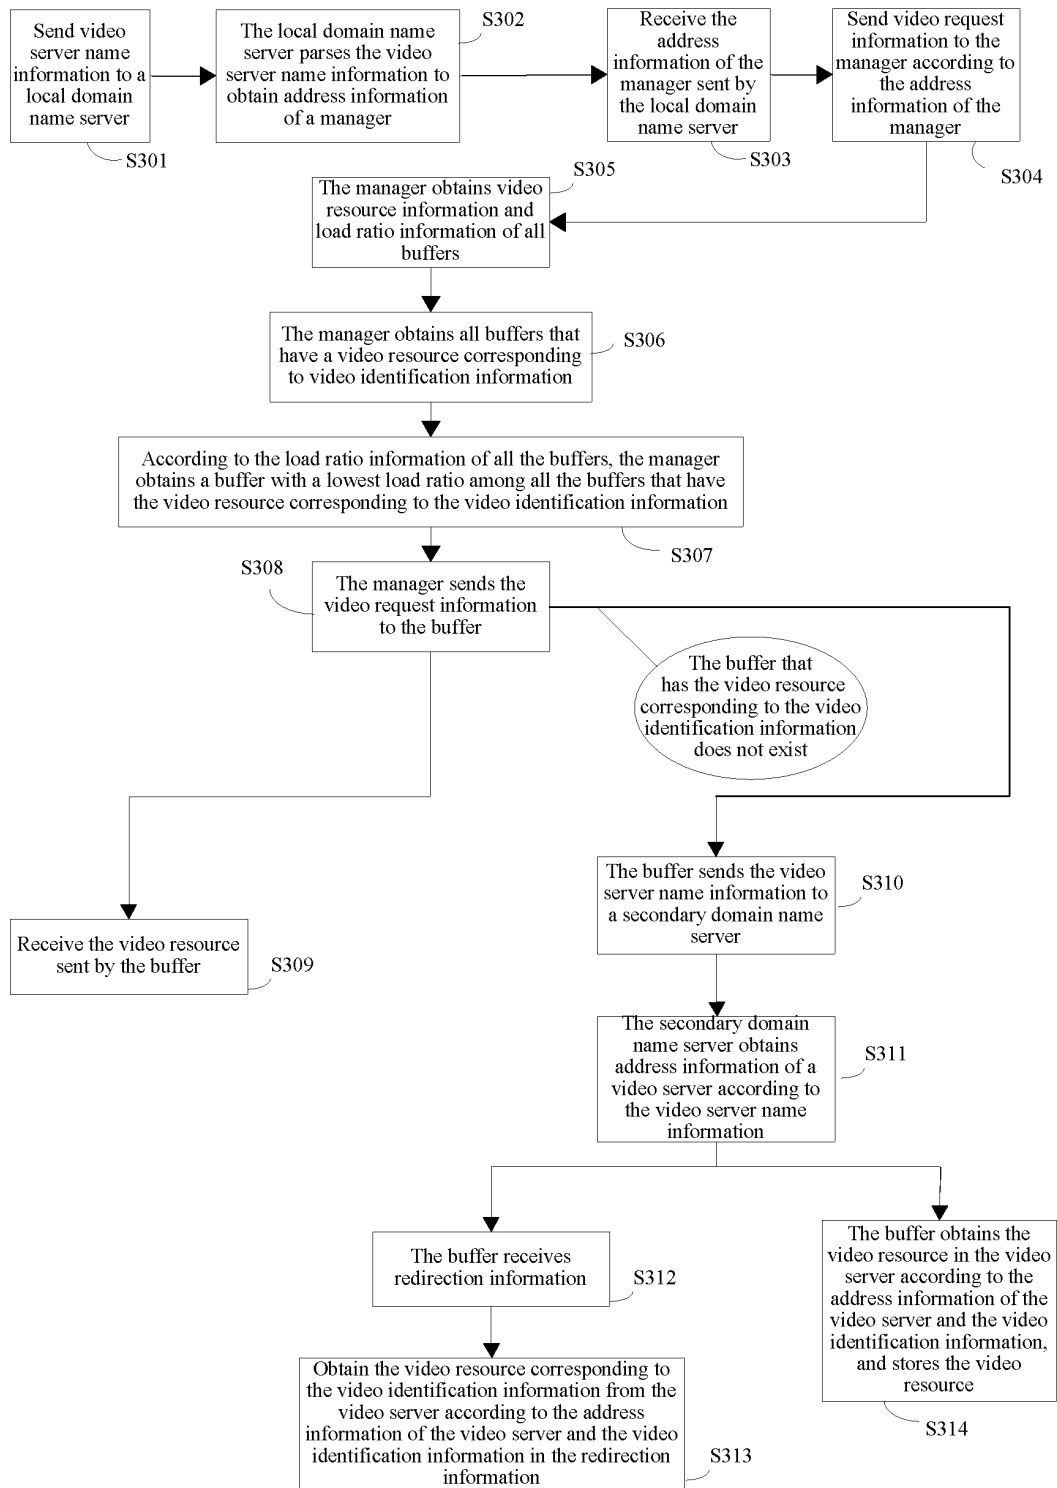 Send video
server name
information to a
local domain
name server
S301
The local domain name
server parses the video
server name information to
obtain address information
of a manager
S302
Receive the
address
information of the
manager sent by
the local domain
name server
S303
Send video request
information to the
manager according to
the address
information of the
manager
S304
The manager obtains video
resource information and
load ratio information of all
buffers
S305
The manager obtains all buffers that
have a video resource corresponding
to video identification information
S306
According to the load ratio information of all the buffers, the manager
obtains a buffer with a lowest load ratio among all the buffers that have
the video resource corresponding to the video identification information
S307
S308
The manager sends the
video request information
to the buffer
The buffer that
has the video resource
corresponding to the video
identification information
does not exist
Receive the video resource
sent by the buffer
S309
The buffer sends the video
server name information to
a secondary domain name
server
S310
The secondary domain
name server obtains
address information of a
video server according to
the video server name
information
S311
The buffer receives
redirection information
S312
Obtain the video resource corresponding to
the video identification information from the
video server according to the address
information of the video server and the video
identification information in the redirection
information
S313
The buffer obtains the
video resource in the video
server according to the
address information of the
video server and the video
identification information,
and stores the video
resource
S314